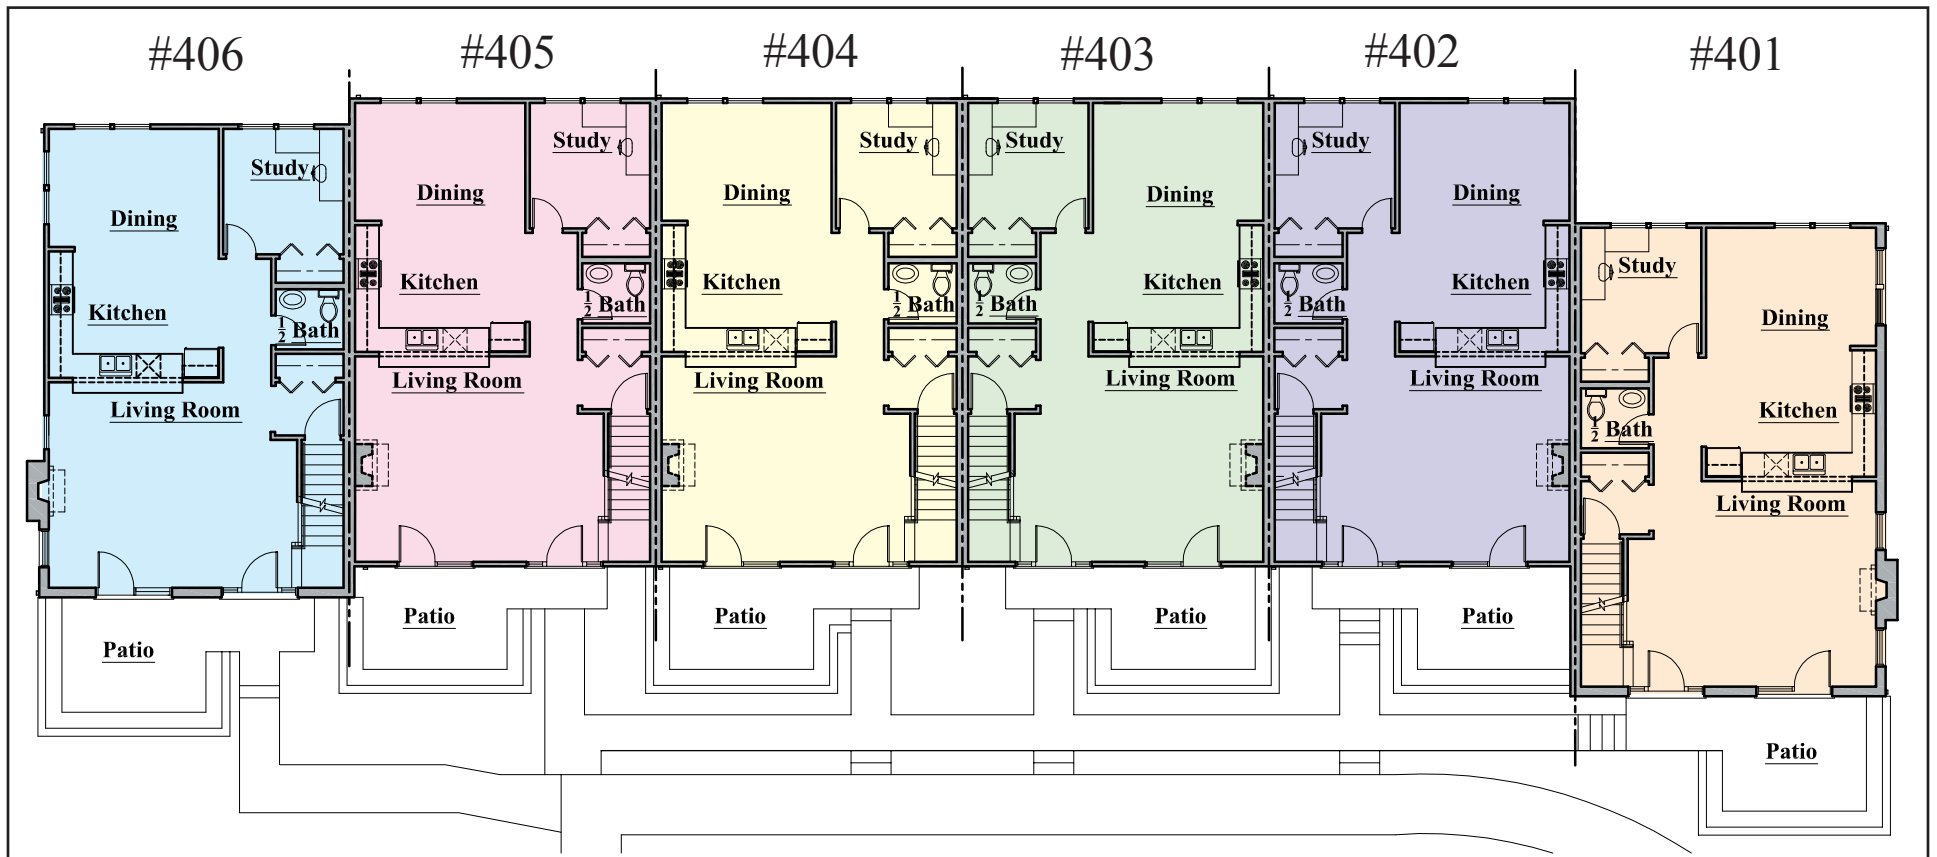 #406 #405 #404 #403 #402 #401
Study
Dining
Kitchen
1/2 Bath
Living Room
Patio
Study
Dining
Kitchen
1/2 Bath
Living Room
Patio
Study
Dining
Kitchen
1/2 Bath
Living Room
Patio
Study
Dining
Kitchen
1/2 Bath
Living Room
Patio
Study
Dining
Kitchen
1/2 Bath
Living Room
Patio
Study
Dining
Kitchen
1/2 Bath
Living Room
Patio